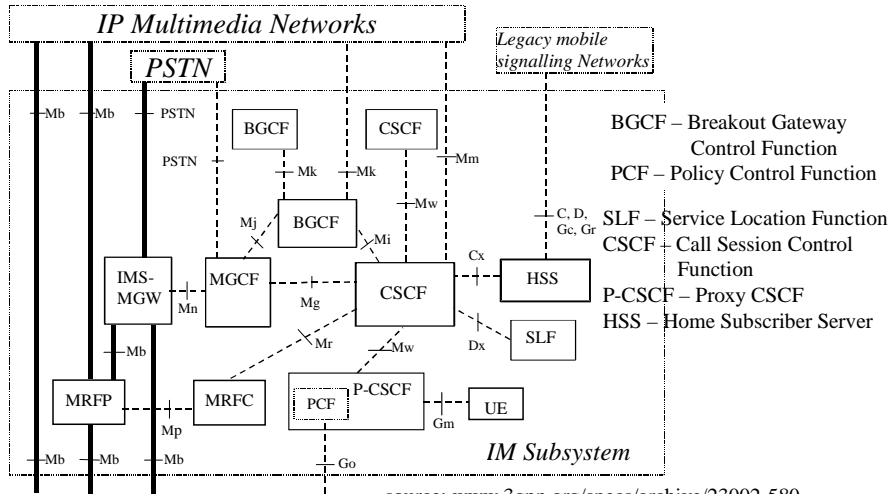 IP Multimedia Networks
Legacy mobile
signalling Networks
PSTN
Mb
Mb
PSTN
BGCF
CSCF
BGCF – Breakout Gateway
Control Function
PSTN
Mk
Mk
Mm
PCF – Policy Control Function
Mw
C, D,
Gc, Gr
SLF – Service Location Function
Mj
BGCF
Mi
CSCF – Call Session Control
Function
Cx
IMS-
MGW
Mn
MGCF
Mg
CSCF
HSS
P-CSCF – Proxy CSCF
HSS – Home Subscriber Server
Mb
Mr
Mw
Dx
SLF
MRFP
Mp
MRFC
PCF
P-CSCF
Gm
UE
IM Subsystem
Mb
Mb
Mb
Go